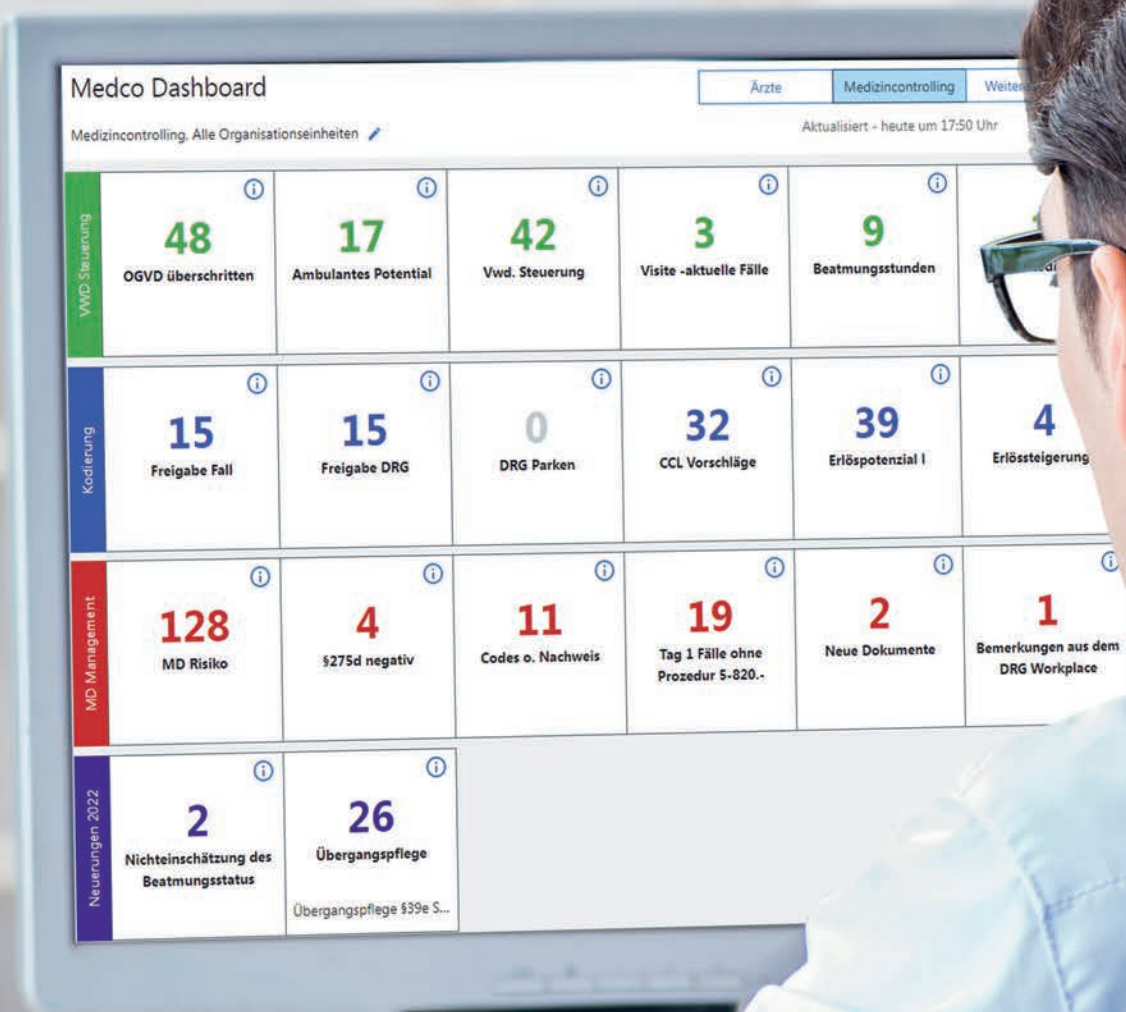 Medco Dashboard
Ärzte
Medizincontrolling
Medizincontrolling. Alle Organisationseinheiten
Aktualisiert - heute um 17:50 Uhr
VWD Steuerung
48
OGVD überschritten
17
Ambulantes Potential
42
Vwd. Steuerung
3
Visite -aktuelle Fälle
9
Beatmungsstunden
Kodierung
15
Freigabe Fall
15
Freigabe DRG
0
DRG Parken
32
CCL Vorschläge
39
Erlöspotenzial I
4
Erlössteigerung
MD Management
128
MD Risiko
4
§275d negativ
11
Codes o. Nachweis
19
Tag 1 Fälle ohne
Prozedur 5-820.-
2
Neue Dokumente
1
Bemerkungen aus dem
DRG Workplace
Neuerungen 2022
2
Nichteinschätzung des
Beatmungsstatus
26
Übergangspflege
Übergangspflege §39e S...